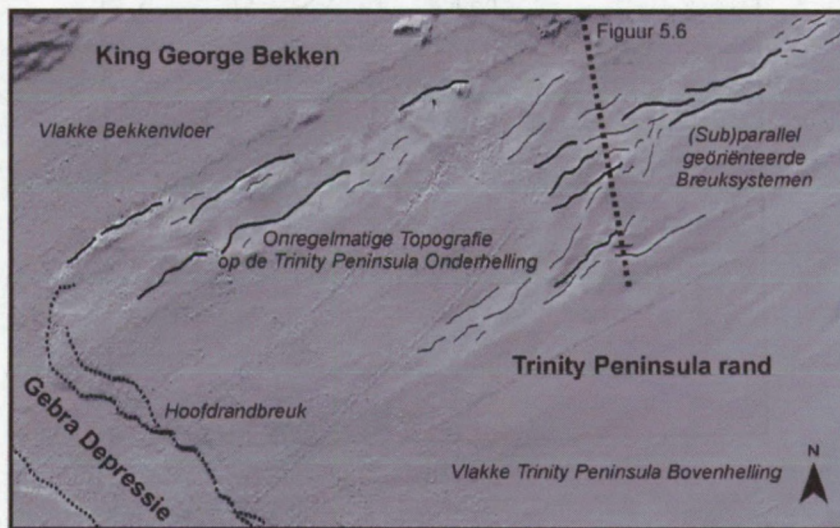 King George Bekken
Figuur 5.6
Vlakke Bekkenvloer
(Sub)parallel
geörïenteerde
Breuksystemen
Onregelmatige Topografie
op de Trinity Peninsula Onderhelling
Trinity Peninsula rand
Hoofdrandbreuk
Gebra Depressie
Vlakke Trinity Peninsula Bovenhelling
N